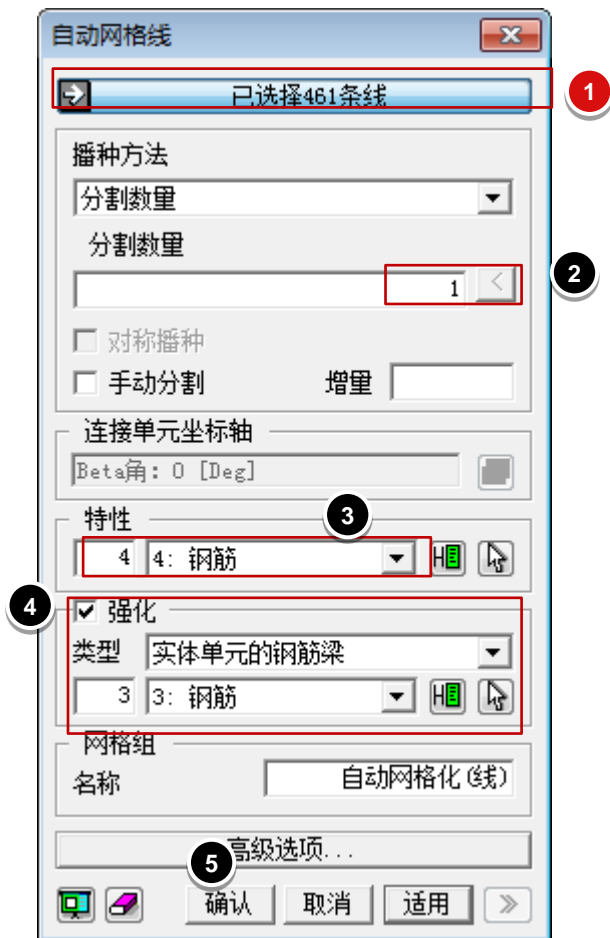 自动网格线
已选择461条线
1
播种方法
分割数量
分割数量
1
2
对称播种
手动分割 增量
连接单元坐标轴
Beta角: 0 [Deg]
3
特性
4 4: 钢筋
4
强化
类型 实体单元的钢筋梁
3 3: 钢筋
网格组
名称 自动网格化(线)
高级选项...
5
确认 取消 适用 >>